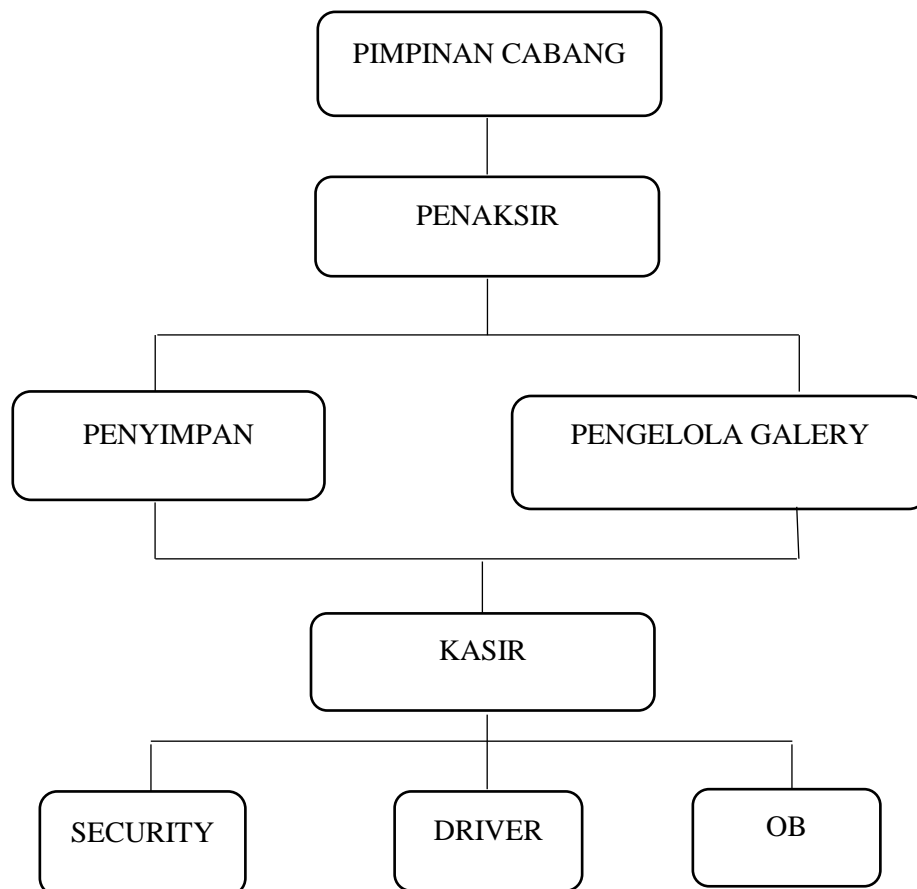 PIMPINAN CABANG
PENAKSIR
PENYIMPAN
PENGELOLA GALERY
KASIR
SECURITY
DRIVER
OB